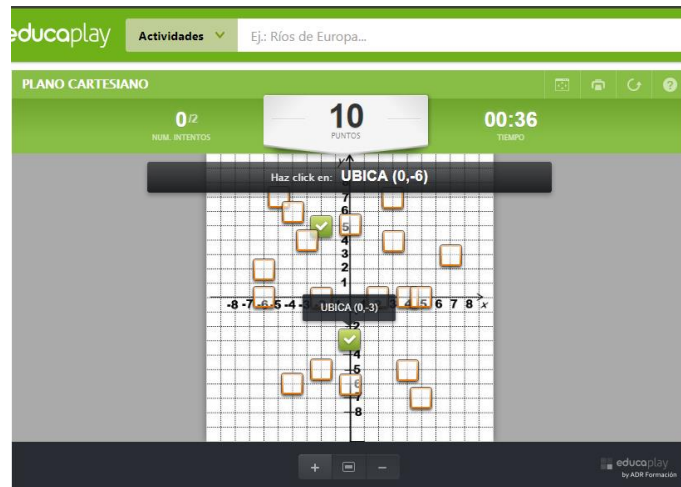 educaplay
Actividades
Ej.: Ríos de Europa...
PLANO CARTESIANO
0/2
NUM. INTENTOS
10
PUNTOS
00:36
TIEMPO
Haz click en: UBICA (0,-6)
y
7
6
5
4
3
2
1
-8 -7 -6 -5 -4 -3
4 5 6 7 8 x
UBICA (0,-3)
-2
-4
-5
6
-7
-8
+
−
educaplay
by ADR Formación